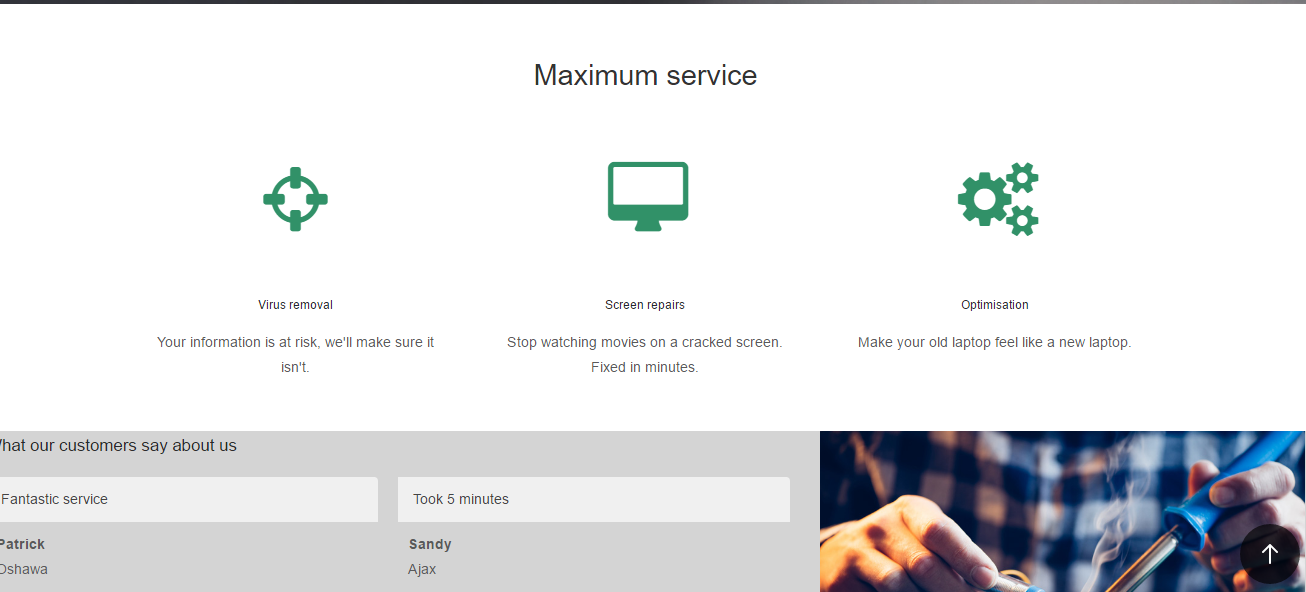 Maximum service
Virus removal
Screen repairs
Optimisation
Your information is at risk, we'll make sure it
isn't.
Stop watching movies on a cracked screen.
Fixed in minutes.
Make your old laptop feel like a new laptop.
What our customers say about us
Fantastic service
Took 5 minutes
Patrick
Oshawa
Sandy
Ajax